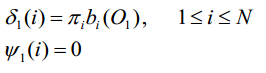 δ₁(i) = πᵢbᵢ(O₁),  1 ≤ i ≤ N
ψ₁(i) = 0